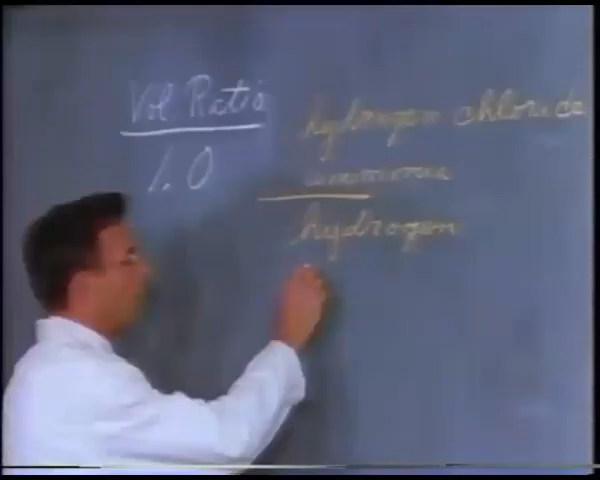 Vol Ratio
1.0
hydrogen chloride
ammonia
hydrogen